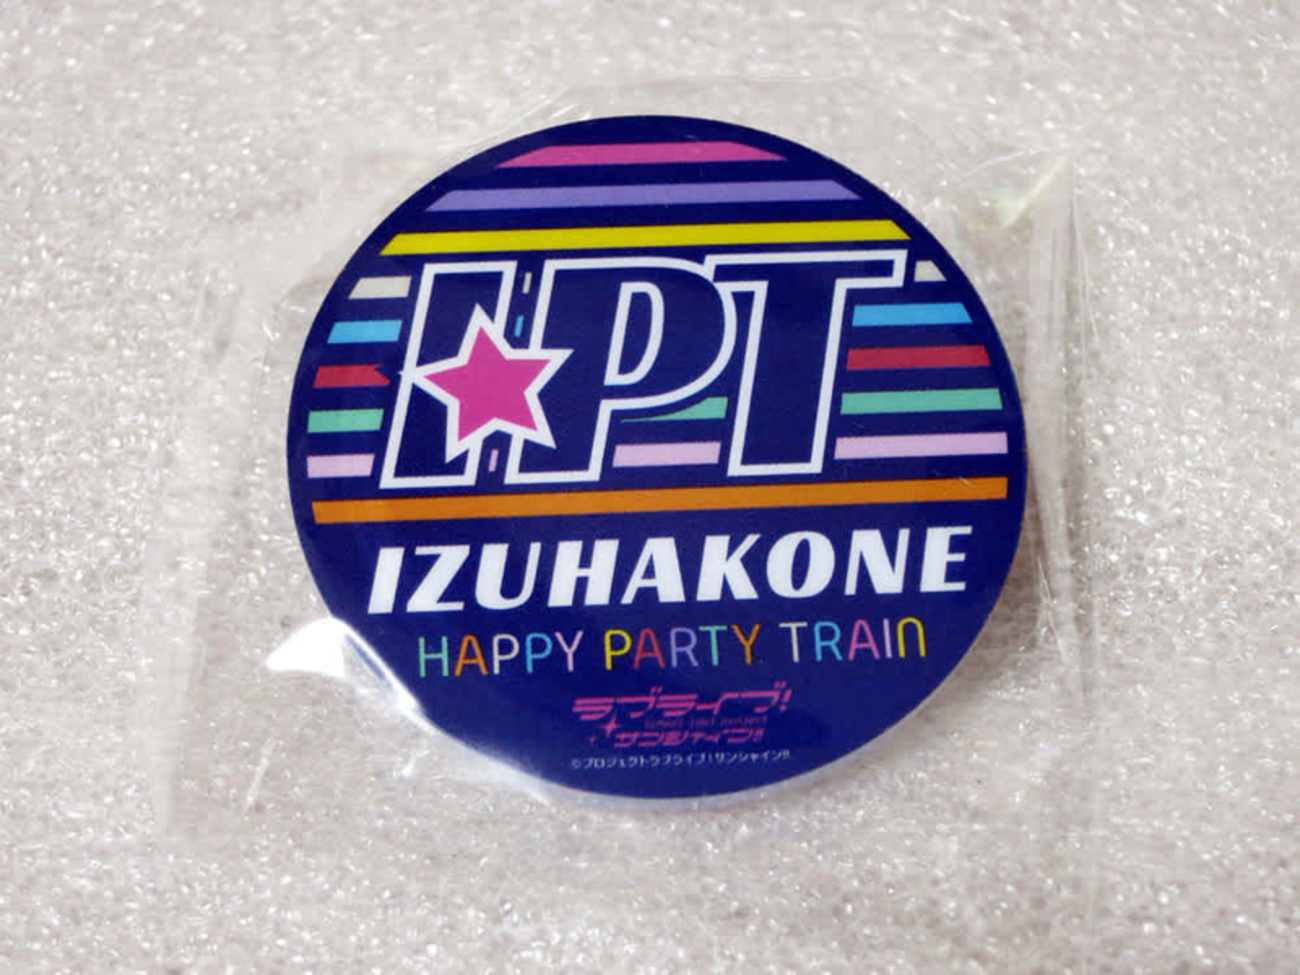 HPT
IZUHAKONE
HAPPY PARTY TRAIN
ラブライブ!
サンシャイン!!
©プロジェクトラブライブ!サンシャイン!!